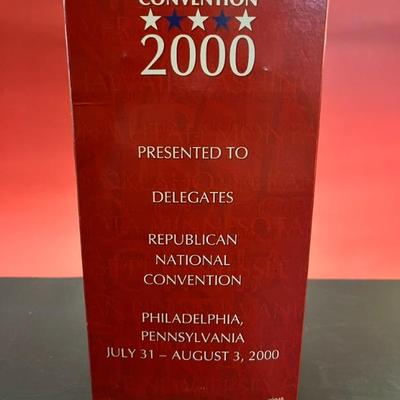 CONVENTION
2000
PRESENTED TO
DELEGATES
REPUBLICAN
NATIONAL
CONVENTION
PHILADELPHIA,
PENNSYLVANIA
JULY 31 – AUGUST 3, 2000